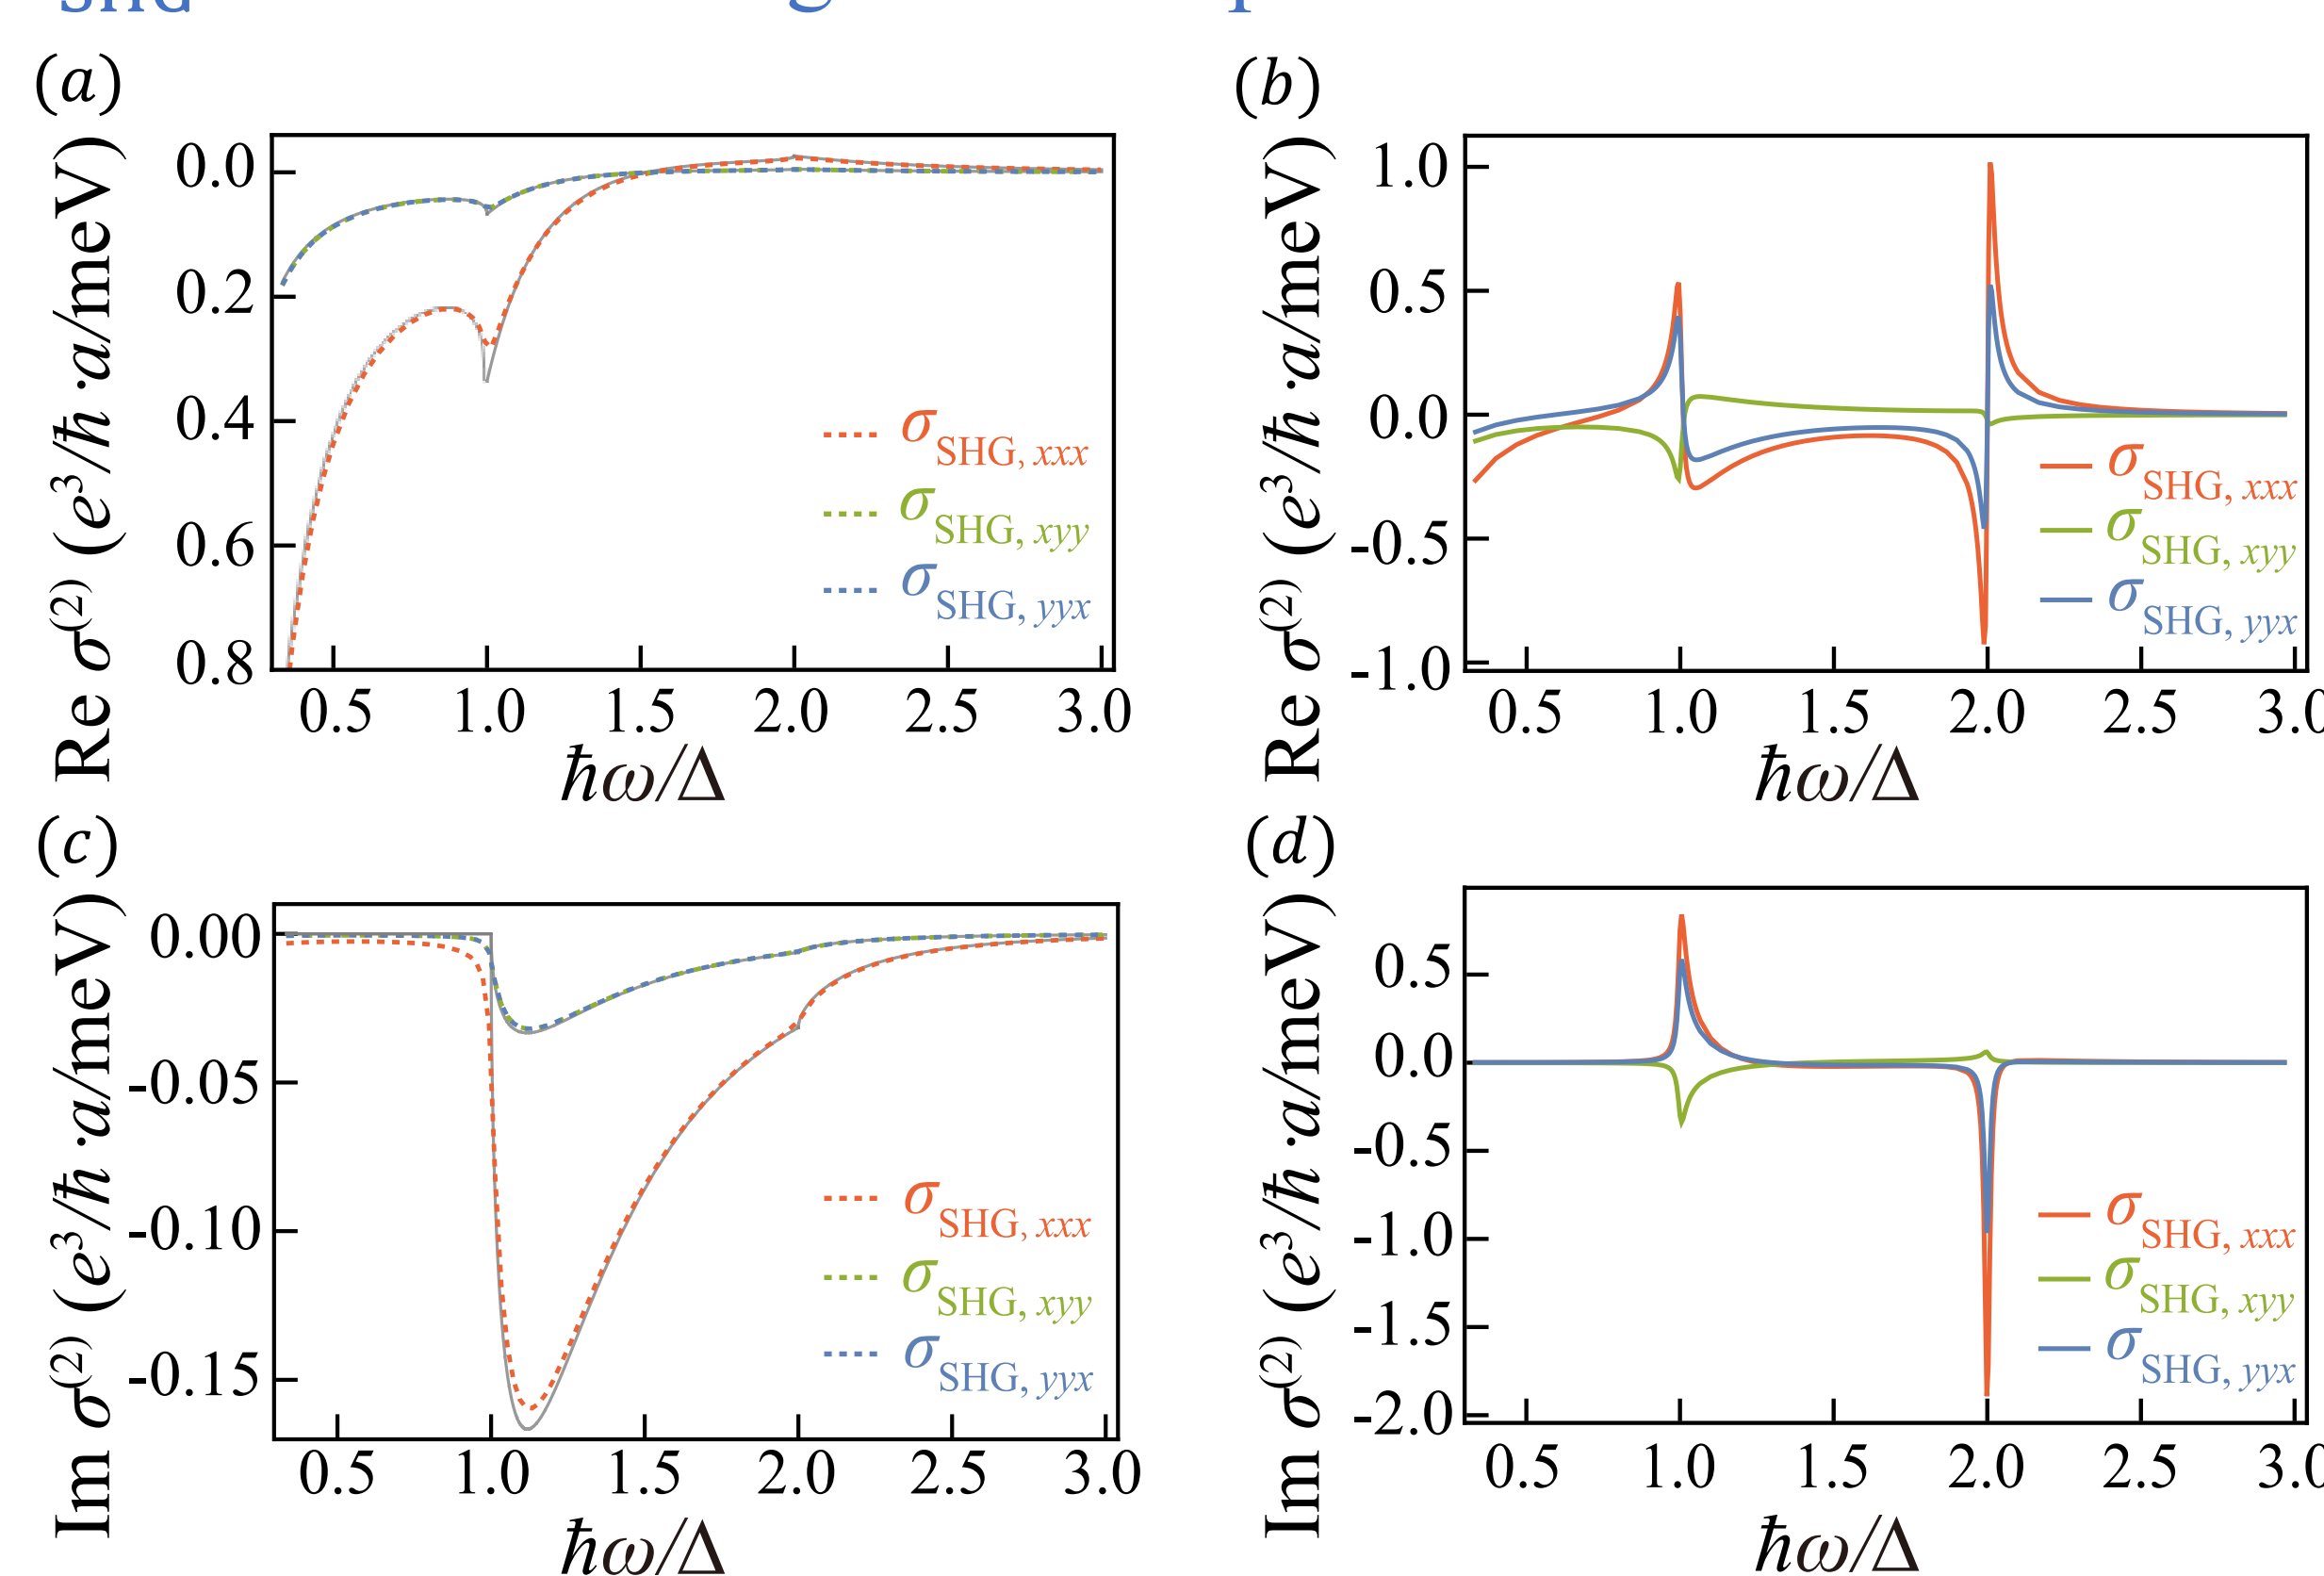 SHG
(a)
Re σ(2) (e3/ħ ·a/meV)
0.0
0.2
0.4
0.6
0.8
σSHG, xxx
σSHG, xyy
σSHG, yyx
0.5 1.0 1.5 2.0 2.5 3.0
ħω/Δ
(b)
Re σ(2) (e3/ħ ·a/meV)
1.0
0.5
0.0
-0.5
-1.0
σSHG, xxx
σSHG, xyy
σSHG, yyx
0.5 1.0 1.5 2.0 2.5 3.0
ħω/Δ
(c)
Im σ(2) (e3/ħ ·a/meV)
0.00
-0.05
-0.10
-0.15
σSHG, xxx
σSHG, xyy
σSHG, yyx
0.5 1.0 1.5 2.0 2.5 3.0
ħω/Δ
(d)
Im σ(2) (e3/ħ ·a/meV)
0.5
0.0
-0.5
-1.0
-1.5
-2.0
σSHG, xxx
σSHG, xyy
σSHG, yyx
0.5 1.0 1.5 2.0 2.5 3.0
ħω/Δ